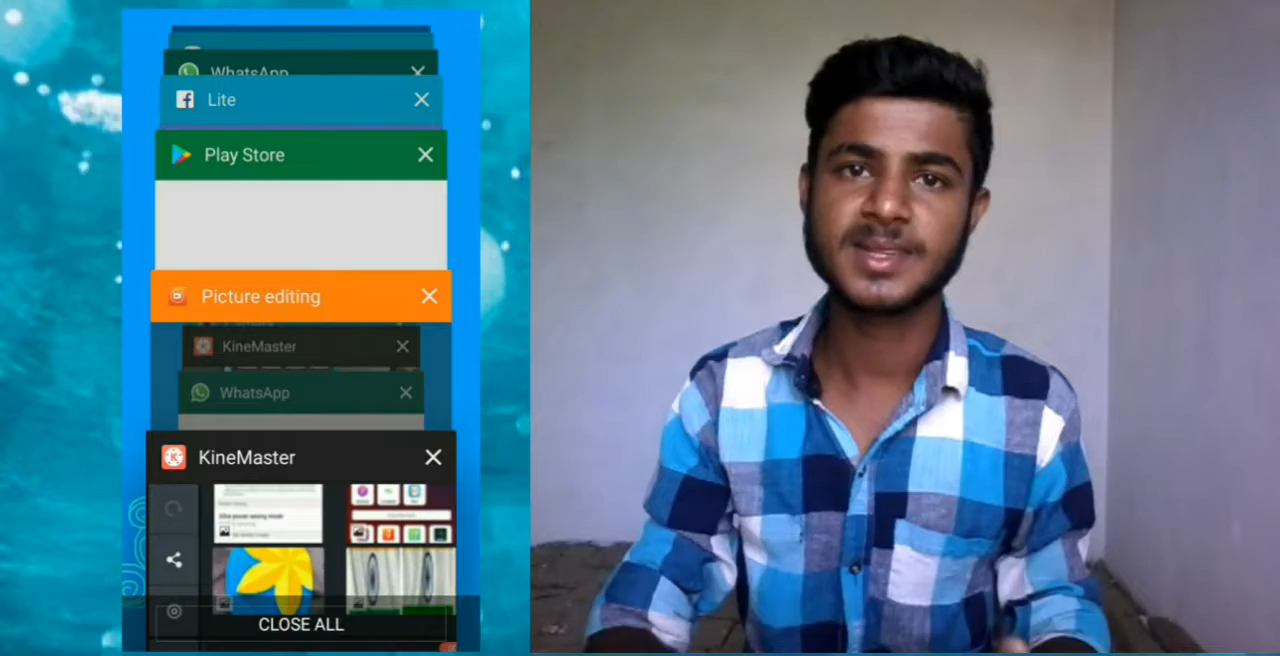 WhatsApp
Lite
Play Store
Picture editing
KineMaster
WhatsApp
KineMaster
CLOSE ALL